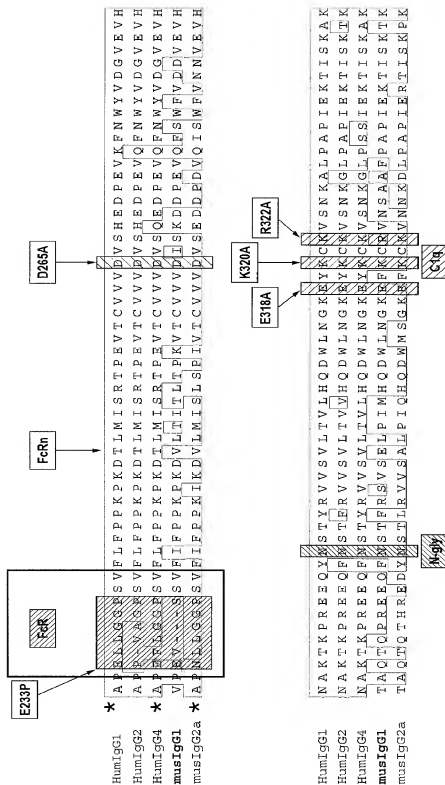 E233P FcR FcRn D265A
HumIgG1 * A P E L L G G P S V F L F P P K P K D T L M I S R T P E V T C V V V D V S H E D P E V K F N W Y V D G V E V H
HumIgG2 A P P - V A G P S V F L F P P K P K D T L M I S R T P E V T C V V V D V S H E D P E V Q F N W Y V D G V E V H
HumIgG4 * A P E F L G G P S V F L F P P K P K D T L M I S R T P E V T C V V V D V S Q E D P E V Q F N W Y V D G V E V H
musIgG1 V P E V - - - S S V F I F P P K P K D V L T I T L T P K V T C V V V D I S K D D P E V Q F S W F V D D V E V H
musIgG2a * A P N L L G G P S V F I F P P K I K D V L M I S L S P I V T C V V V D V S E D D P D V Q I S W F V N N V E V H
E318A K320A R322A
HumIgG1 N A K T K P R E E Q Y N S T Y R V V S V L T V L H Q D W L N G K E Y K C K V S N K A L P A P I E K T I S K A K
HumIgG2 N A K T K P R E E Q F N S T F R V V S V L T V V H Q D W L N G K E Y K C K V S N K G L P A P I E K T I S K T K
HumIgG4 N A K T K P R E E Q F N S T Y R V V S V L T V L H Q D W L N G K E Y K C K V S N K G L P S S I E K T I S K A K
musIgG1 T A Q T Q P R E E Q F N S T F R S V S E L P I M H Q D W L N G K E F K C R V N S A A F P A P I E K T I S K T K
musIgG2a T A Q T Q T H R E D Y N S T L R V V S A L P I Q H Q D W M S G K E F K C K V N N K D L P A P I E R T I S K P K
N-gly C1q